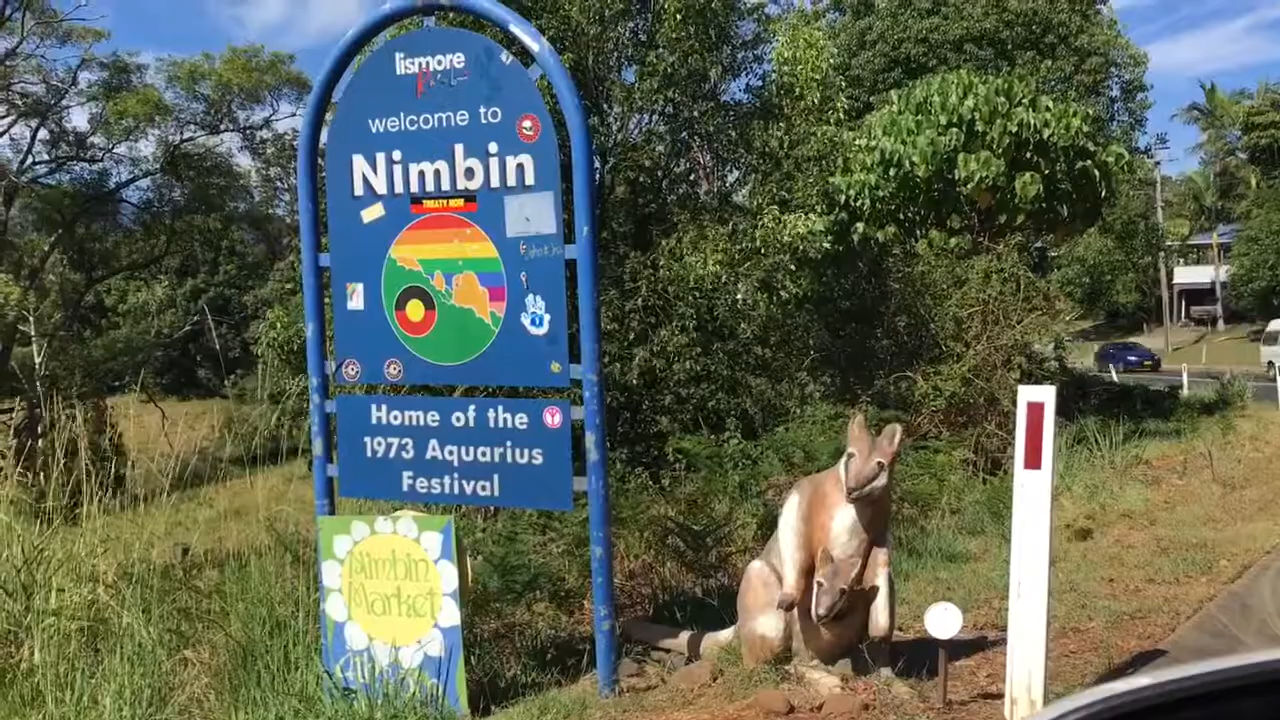 lismore
welcome to
Nimbin
TREATY NOW
Home of the
1973 Aquarius
Festival
Nimbin
Market